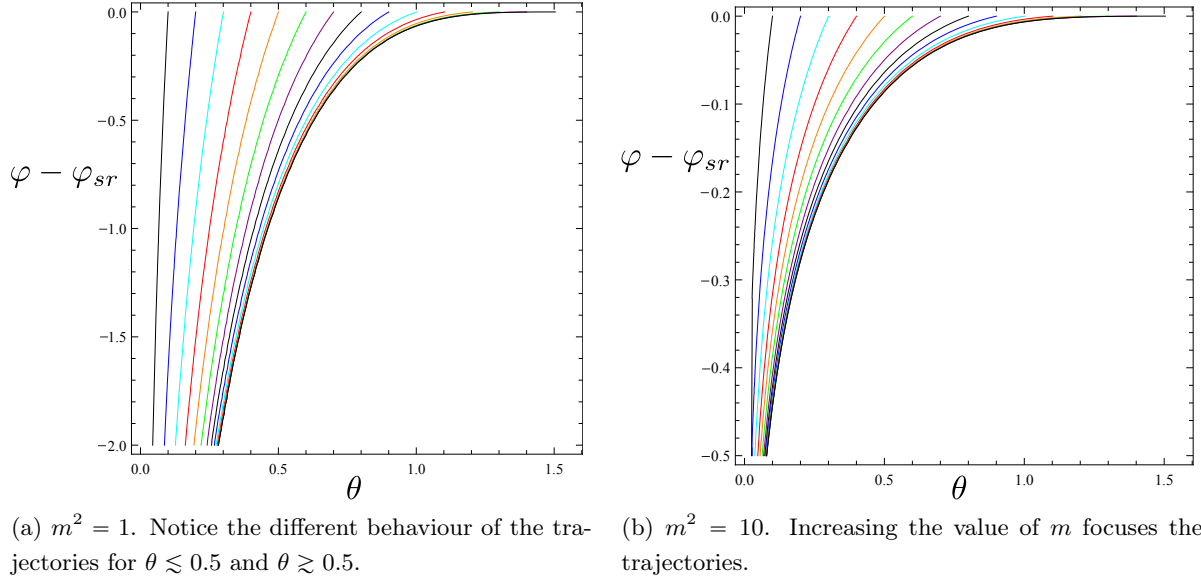 0.0
−0.5
φ − φsr
−1.0
−1.5
−2.0
0.0 0.5 1.0 1.5
θ
(a) m² = 1. Notice the different behaviour of the tra-
jectories for θ ≲ 0.5 and θ ≳ 0.5.
0.0
−0.1
φ − φsr
−0.2
−0.3
−0.4
−0.5
0.0 0.5 1.0 1.5
θ
(b) m² = 10. Increasing the value of m focuses the
trajectories.